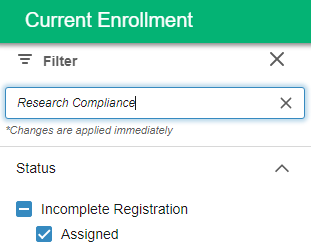 Current Enrollment
Filter
Research Compliance
*Changes are applied immediately
Status
Incomplete Registration
Assigned